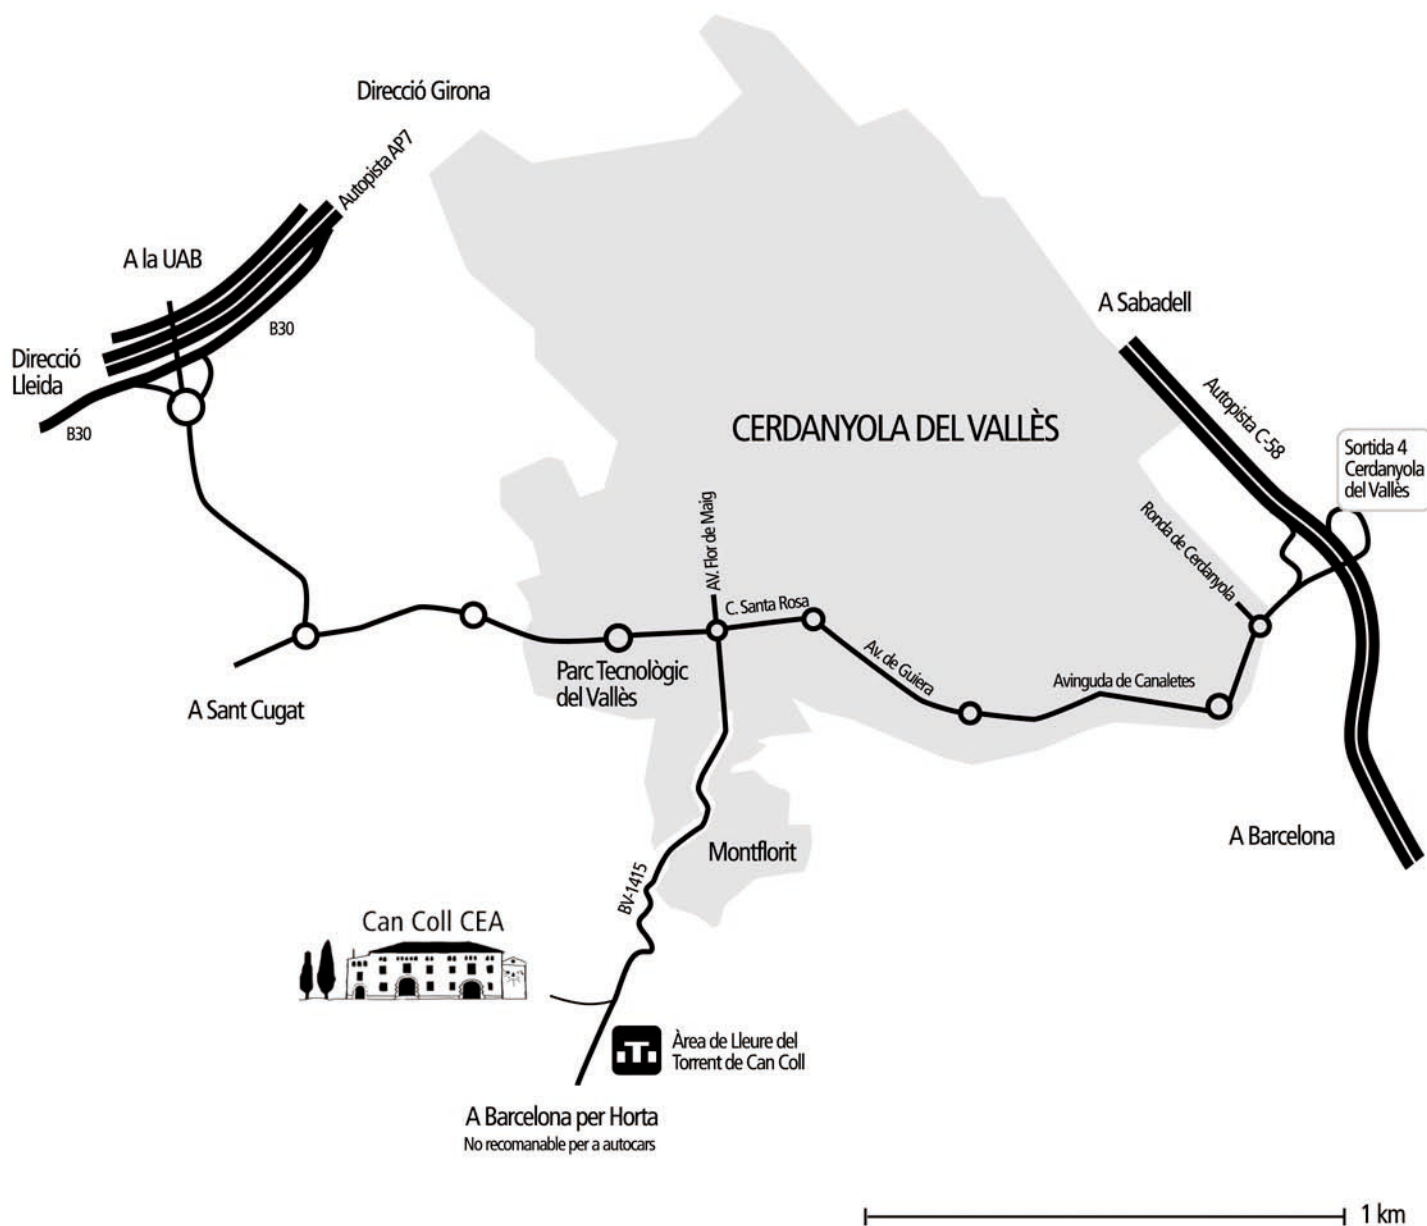 Direcció Girona
Autopista AP7
A la UAB
B30
Direcció
Lleida
B30
A Sabadell
Autopista C-58
CERDANYOLA DEL VALLÈS
Sortida 4
Cerdanyola
del Vallès
Ronda de Cerdanyola
AV. Flor de Maig
C. Santa Rosa
Av. de Guiera
Avinguda de Canaletes
Parc Tecnològic
del Vallès
A Sant Cugat
A Barcelona
Montflorit
BV-1415
Can Coll CEA
Àrea de Lleure del
Torrent de Can Coll
A Barcelona per Horta
No recomanable per a autocars
1 km